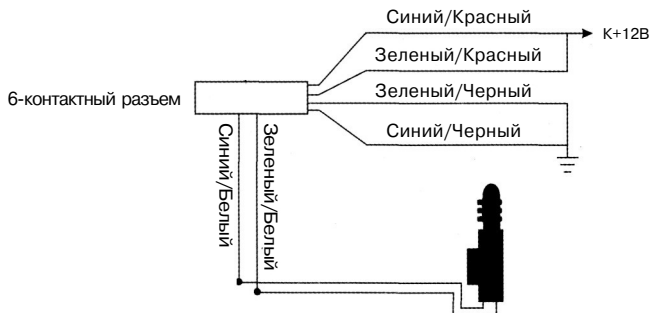 Синий/Красный
К+12В
Зеленый/Красный
6-контактный разъем
Зеленый/Черный
Синий/Черный
Синий/Белый
Зеленый/Белый